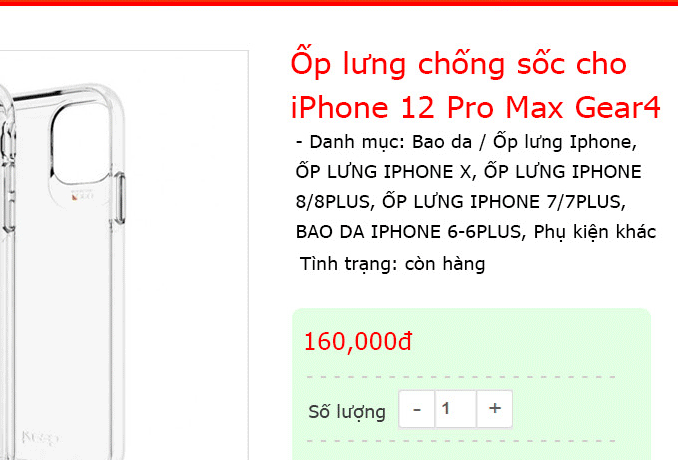 Ốp lưng chống sốc cho
iPhone 12 Pro Max Gear4
- Danh mục: Bao da / Ốp lưng Iphone,
ỐP LƯNG IPHONE X, ỐP LƯNG IPHONE
8/8PLUS, ỐP LƯNG IPHONE 7/7PLUS,
BAO DA IPHONE 6-6PLUS, Phụ kiện khác
Tình trạng: còn hàng
160,000đ
Số lượng - 1 +